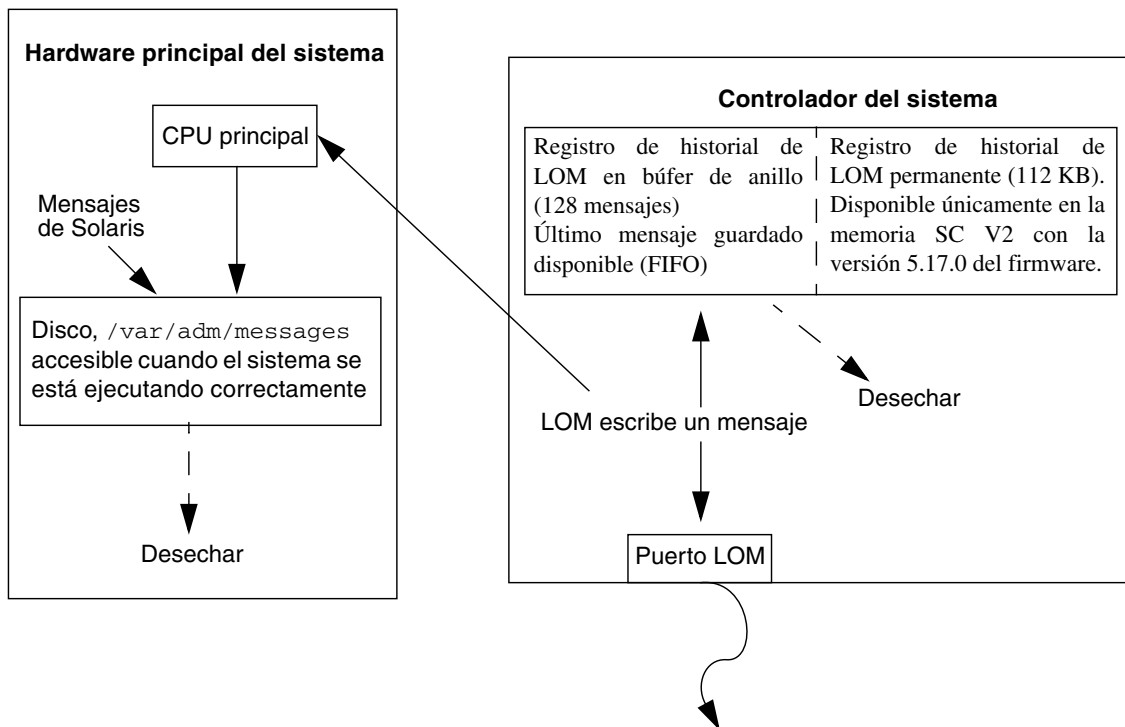 Hardware principal del sistema
CPU principal
Mensajes
de Solaris
Disco, /var/adm/messages
accesible cuando el sistema se
está ejecutando correctamente
Desechar
Controlador del sistema
Registro de historial de
LOM en búfer de anillo
(128 mensajes)
Último mensaje guardado
disponible (FIFO)
Registro de historial de
LOM permanente (112 KB).
Disponible únicamente en la
memoria SC V2 con la
versión 5.17.0 del firmware.
Desechar
LOM escribe un mensaje
Puerto LOM